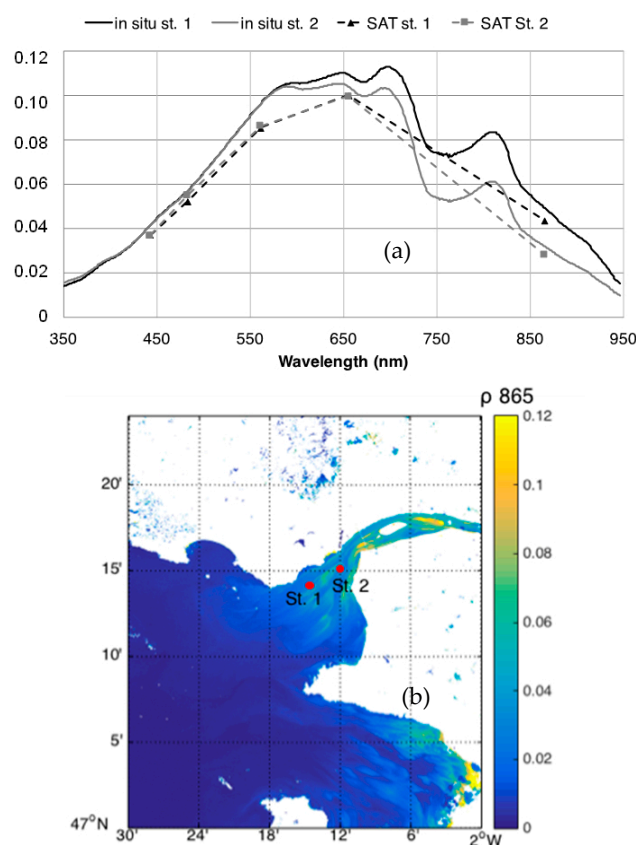 in situ st. 1 in situ st. 2 SAT st. 1 SAT St. 2
0.12
0.10
0.08
0.06
0.04
0.02
0
(a)
350 450 550 650 750 850 950
Wavelength (nm)
ρ 865
20'
15'
10'
5'
47°N
St. 1
St. 2
(b)
30' 24' 18' 12' 6' 2°W
0.12
0.1
0.08
0.06
0.04
0.02
0